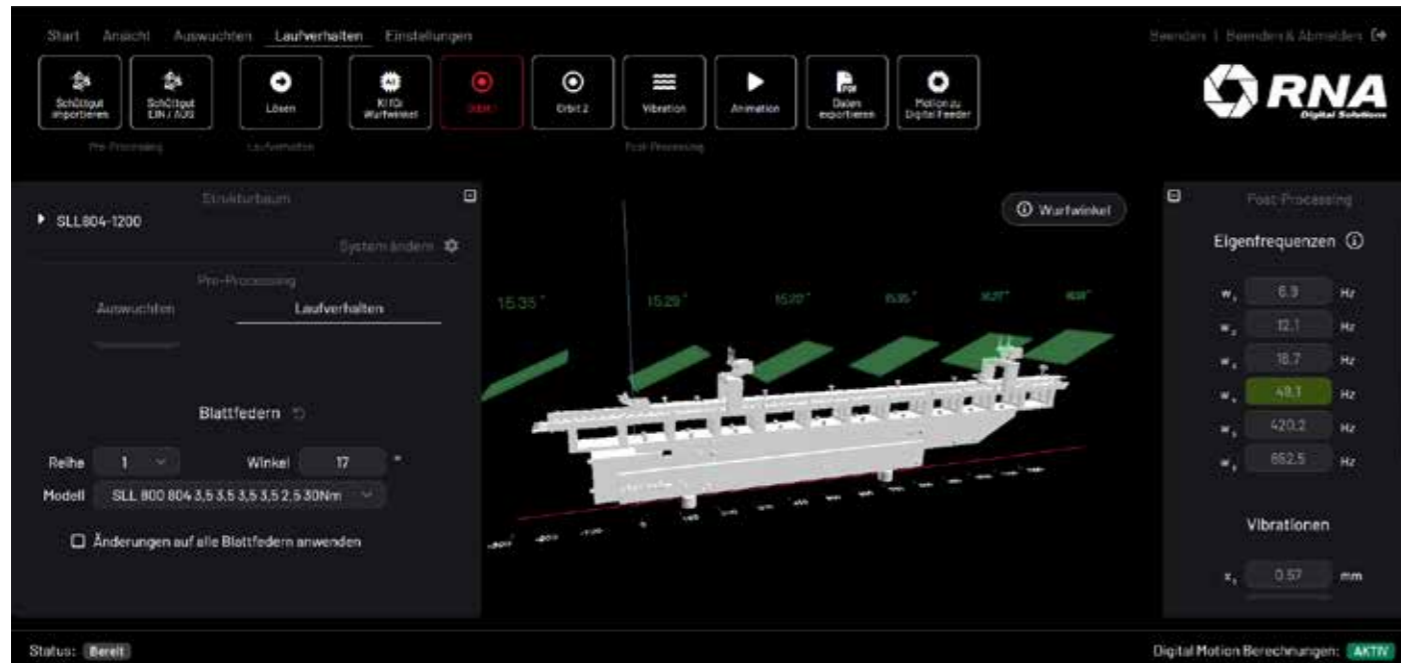 Start Ansicht Auswuchten Laufverhalten Einstellungen
Beenden | Beenden & Abmelden
Schüttgut importieren
Schüttgut EIN / AUS
Lösen
KI für Wurfwinkel
Orbit 2
Vibration
Animation
Daten exportieren
Motion zu Digital Feeder
Pre-Processing
Laufverhalten
Post-Processing
RNA
Digital Solutions
Strukturbaum
SLL804-1200
System ändern
Pre-Processing
Auswuchten Laufverhalten
Blattfedern
Reihe 1 Winkel 17 °
Modell SLL 800 804 3,5 3,5 3,5 3,5 2,5 30Nm
Änderungen auf alle Blattfedern anwenden
Wurfwinkel
15.35° 15.29°
Post-Processing
Eigenfrequenzen
6.9 Hz
12.1 Hz
18.7 Hz
Hz
420.2 Hz
652.5 Hz
Vibrationen
0.57 mm
Status: Bereit
Digital Motion Berechnungen: AKTIV